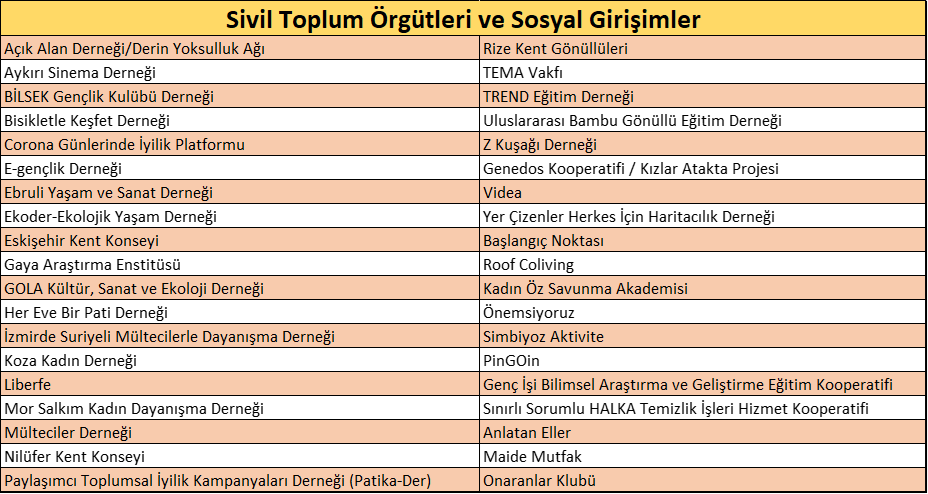 Sivil Toplum Örgütleri ve Sosyal Girişimler
Açık Alan Derneği/Derin Yoksulluk Ağı
Rize Kent Gönüllüleri
Aykırı Sinema Derneği
TEMA Vakfı
BİLSEK Gençlik Kulübü Derneği
TREND Eğitim Derneği
Bisikletle Keşfet Derneği
Uluslararası Bambu Gönüllü Eğitim Derneği
Corona Günlerinde İyilik Platformu
Z Kuşağı Derneği
E-gençlik Derneği
Genedos Kooperatifi / Kızlar Atakta Projesi
Ebruli Yaşam ve Sanat Derneği
Videa
Ekoder-Ekolojik Yaşam Derneği
Yer Çizenler Herkes İçin Haritacılık Derneği
Eskişehir Kent Konseyi
Başlangıç Noktası
Gaya Araştırma Enstitüsü
Roof Coliving
GOLA Kültür, Sanat ve Ekoloji Derneği
Kadın Öz Savunma Akademisi
Her Eve Bir Pati Derneği
Önemsiyoruz
İzmirde Suriyeli Mültecilerle Dayanışma Derneği
Simbiyoz Aktivite
Koza Kadın Derneği
PinGOin
Liberfe
Genç İşi Bilimsel Araştırma ve Geliştirme Eğitim Kooperatifi
Mor Salkım Kadın Dayanışma Derneği
Sınırlı Sorumlu HALKA Temizlik İşleri Hizmet Kooperatifi
Mülteciler Derneği
Anlatan Eller
Nilüfer Kent Konseyi
Maide Mutfak
Paylaşımcı Toplumsal İyilik Kampanyaları Derneği (Patika-Der)
Onaranlar Klubü